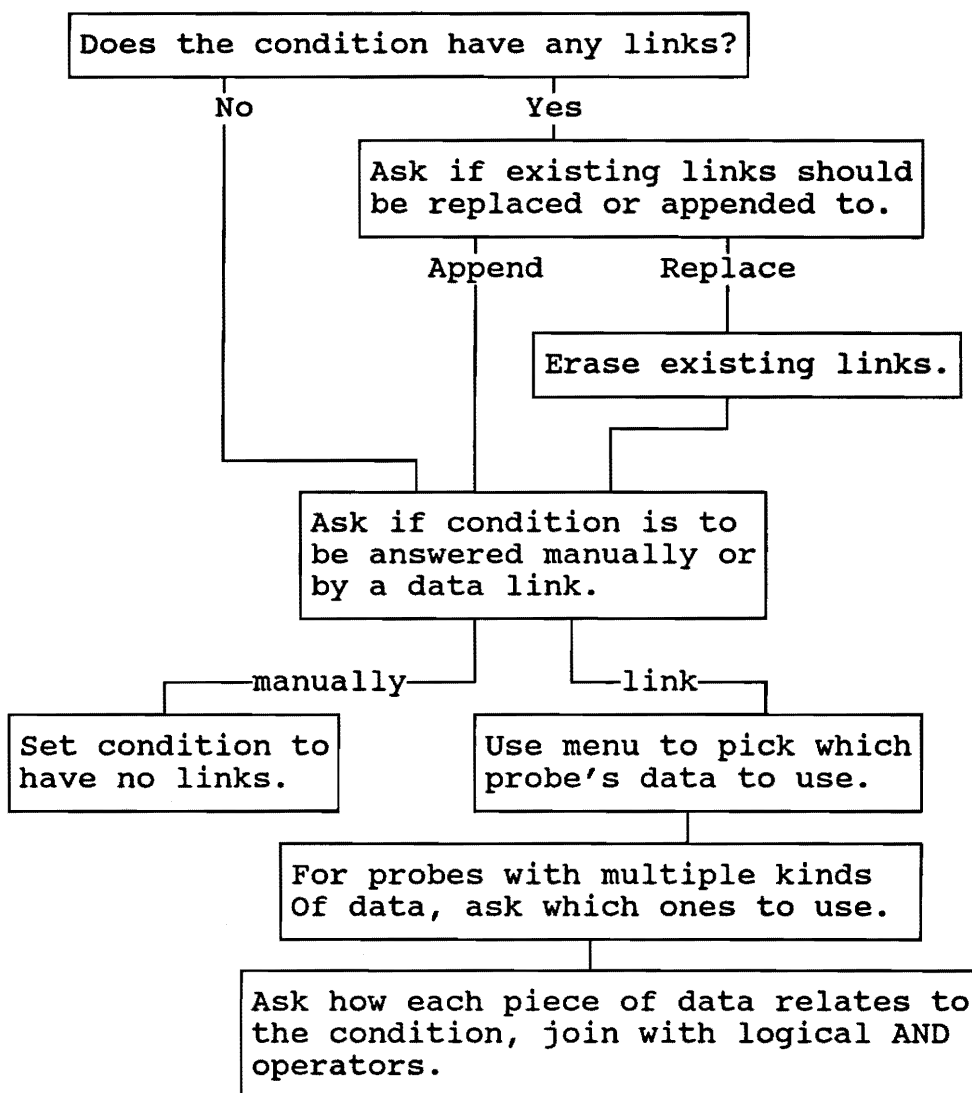 Does the condition have any links?
No
Yes
Ask if existing links should
be replaced or appended to.
Append
Replace
Erase existing links.
Ask if condition is to
be answered manually or
by a data link.
manually
link
Set condition to
have no links.
Use menu to pick which
probe's data to use.
For probes with multiple kinds
Of data, ask which ones to use.
Ask how each piece of data relates to
the condition, join with logical AND
operators.